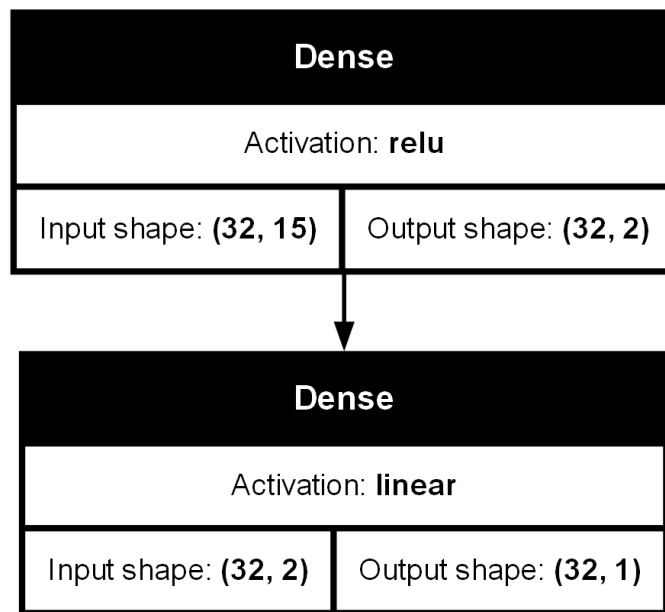 Dense
Activation: relu
Input shape: (32, 15)
Output shape: (32, 2)
Dense
Activation: linear
Input shape: (32, 2)
Output shape: (32, 1)